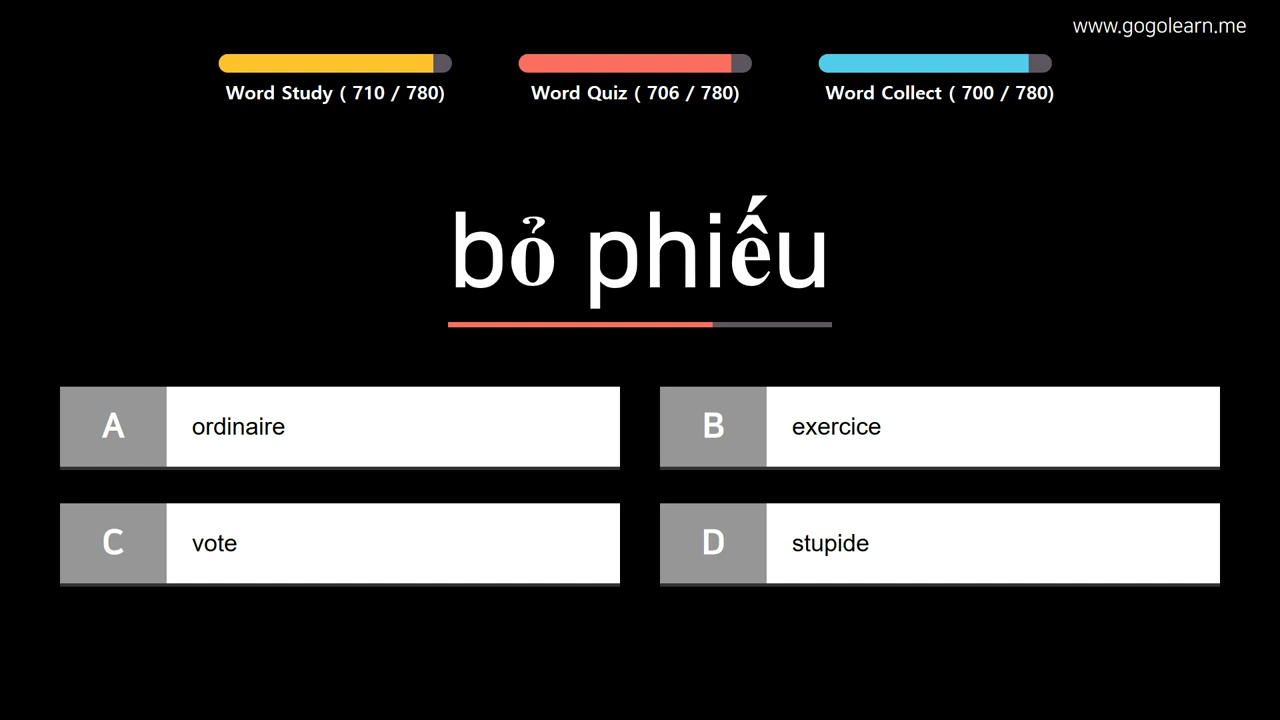 www.gogolearn.me
Word Study ( 710 / 780)
Word Quiz ( 706 / 780)
Word Collect ( 700 / 780)
bỏ phiếu
A ordinaire
B exercice
C vote
D stupide